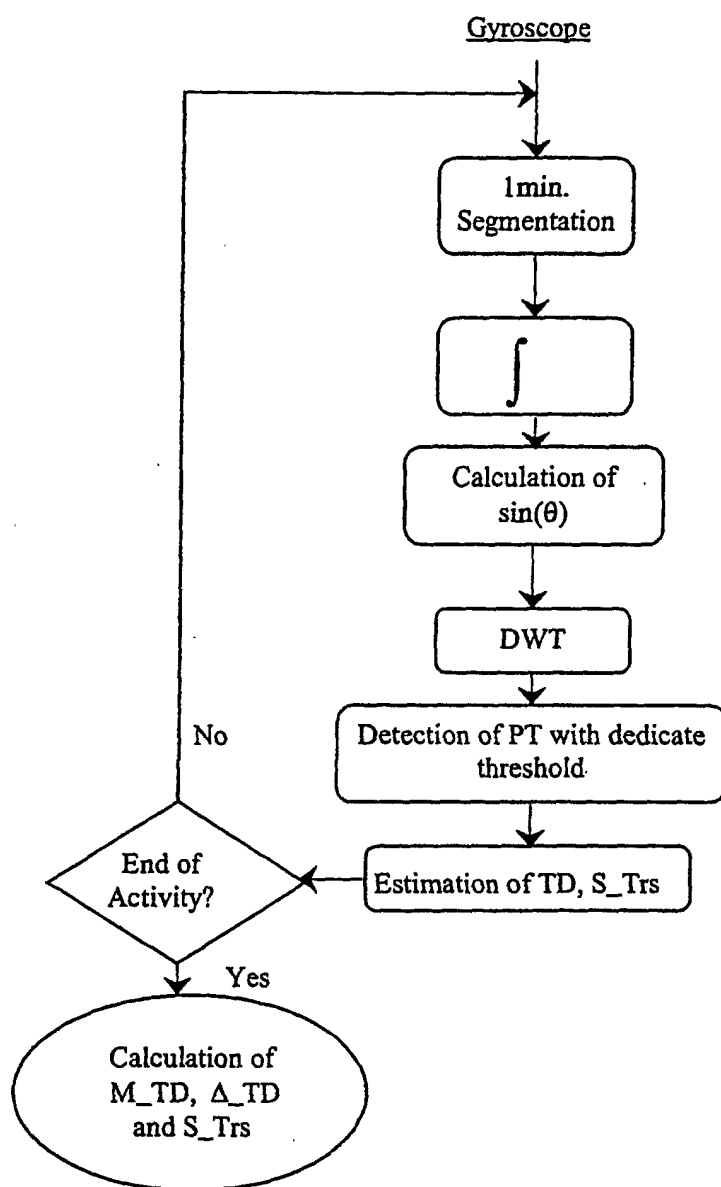 Gyroscope
1min.
Segmentation
∫
Calculation of
sin(θ)
DWT
Detection of PT with dedicate
threshold
No
End of
Activity?
Estimation of TD, S_Trs
Yes
Calculation of
M_TD, Δ_TD
and S_Trs